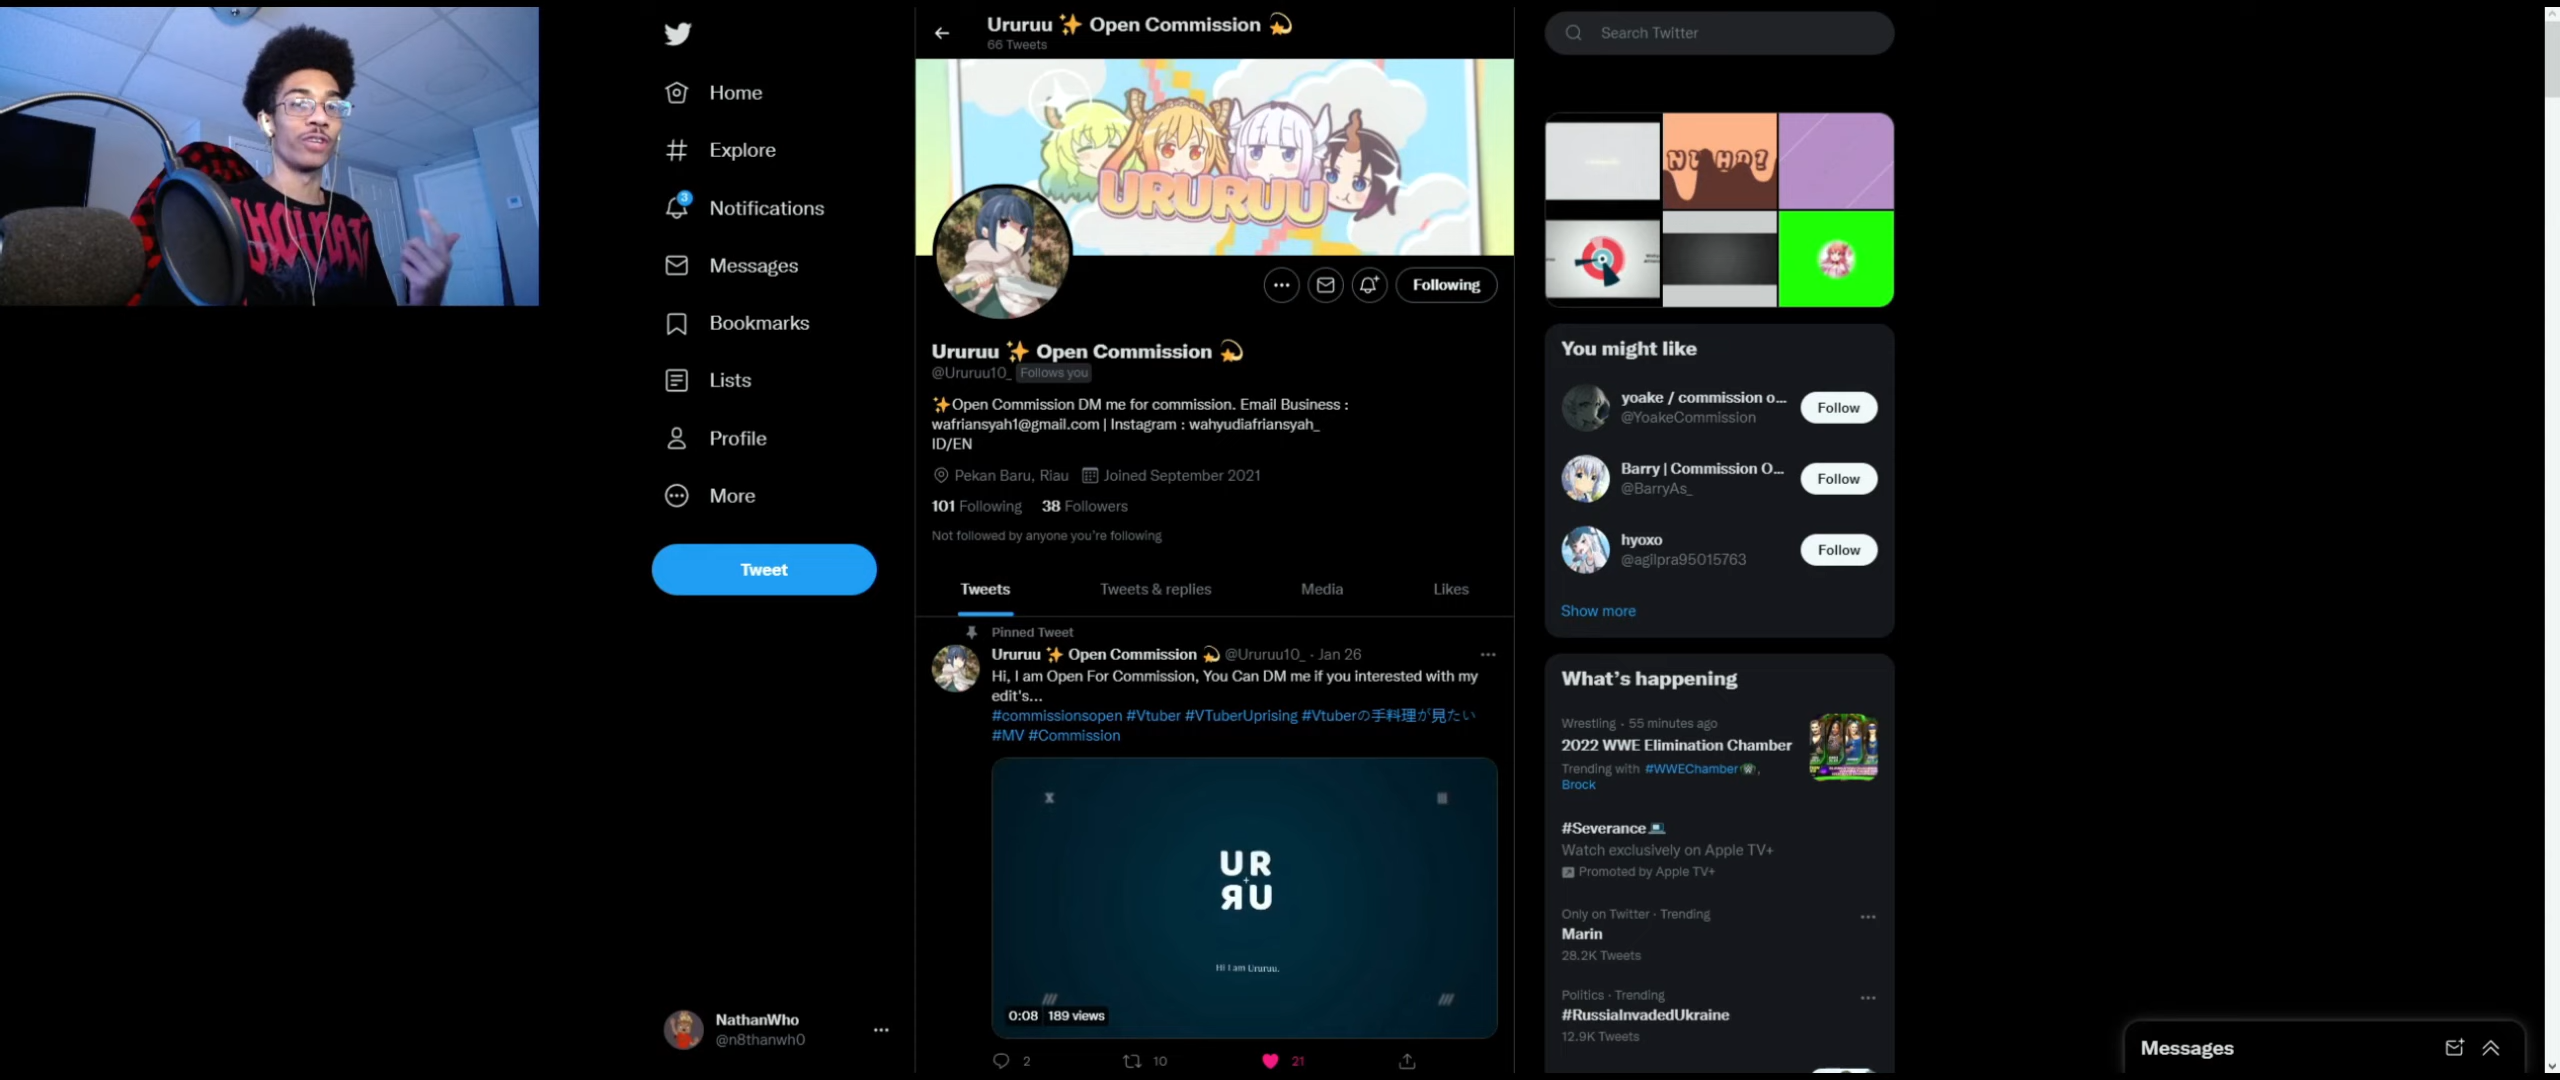 Ururuu ✨ Open Commission 💫
66 Tweets
Home
Explore
3
Notifications
Messages
Bookmarks
Lists
Profile
More
Tweet
NathanWho
@n8thanwh0
URURUU
Following
Ururuu ✨ Open Commission 💫
@Ururuu10_ Follows you
✨Open Commission DM me for commission. Email Business :
wafriansyah1@gmail.com | Instagram : wahyudiafriansyah_
ID/EN
Pekan Baru, Riau Joined September 2021
101 Following 38 Followers
Not followed by anyone you're following
Tweets Tweets & replies Media Likes
Pinned Tweet
Ururuu ✨ Open Commission 💫 @Ururuu10_ · Jan 26
Hi, I am Open For Commission, You Can DM me if you interested with my
edit's...
#commissionsopen #Vtuber #VTuberUprising #Vtuberの手料理が見たい
#MV #Commission
UR
RU
Hi I am Ururuu.
0:08 189 views
2 10 21
Search Twitter
You might like
yoake / commission o...
@YoakeCommission
Follow
Barry | Commission O...
@BarryAs_
Follow
hyoxo
@agilpra95015763
Follow
Show more
What's happening
Wrestling · 55 minutes ago
2022 WWE Elimination Chamber
Trending with #WWEChamber,
Brock
#Severance
Watch exclusively on Apple TV+
Promoted by Apple TV+
Only on Twitter · Trending
Marin
28.2K Tweets
Politics · Trending
#RussiaInvadedUkraine
12.9K Tweets
Messages